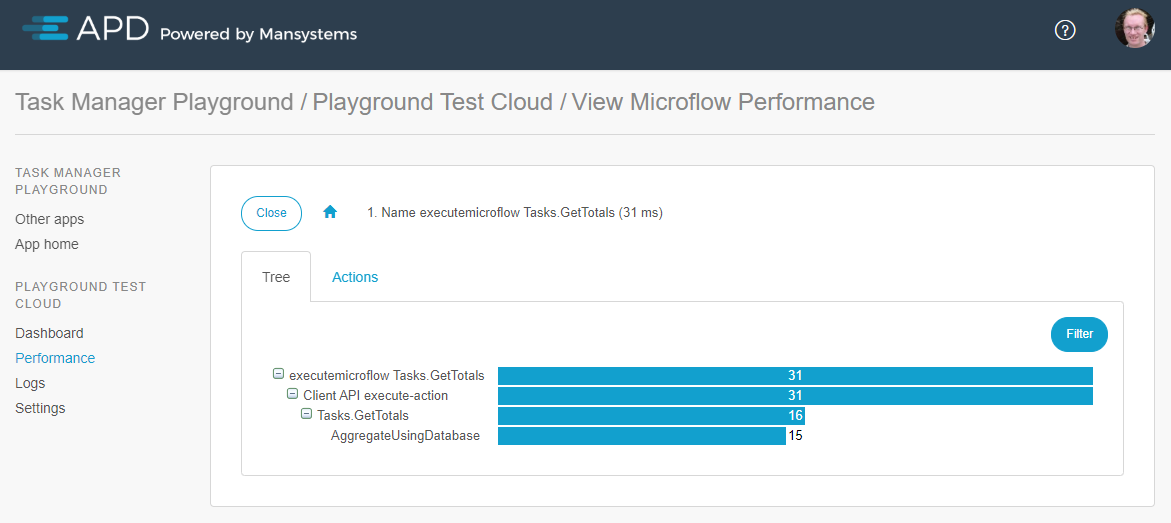 APD Powered by Mansystems
?
Task Manager Playground / Playground Test Cloud / View Microflow Performance
TASK MANAGER
PLAYGROUND
Other apps
App home
PLAYGROUND TEST
CLOUD
Dashboard
Performance
Logs
Settings
Close
1. Name executemicroflow Tasks.GetTotals (31 ms)
Tree Actions
Filter
executemicroflow Tasks.GetTotals 31
Client API execute-action 31
Tasks.GetTotals 16
AggregateUsingDatabase 15